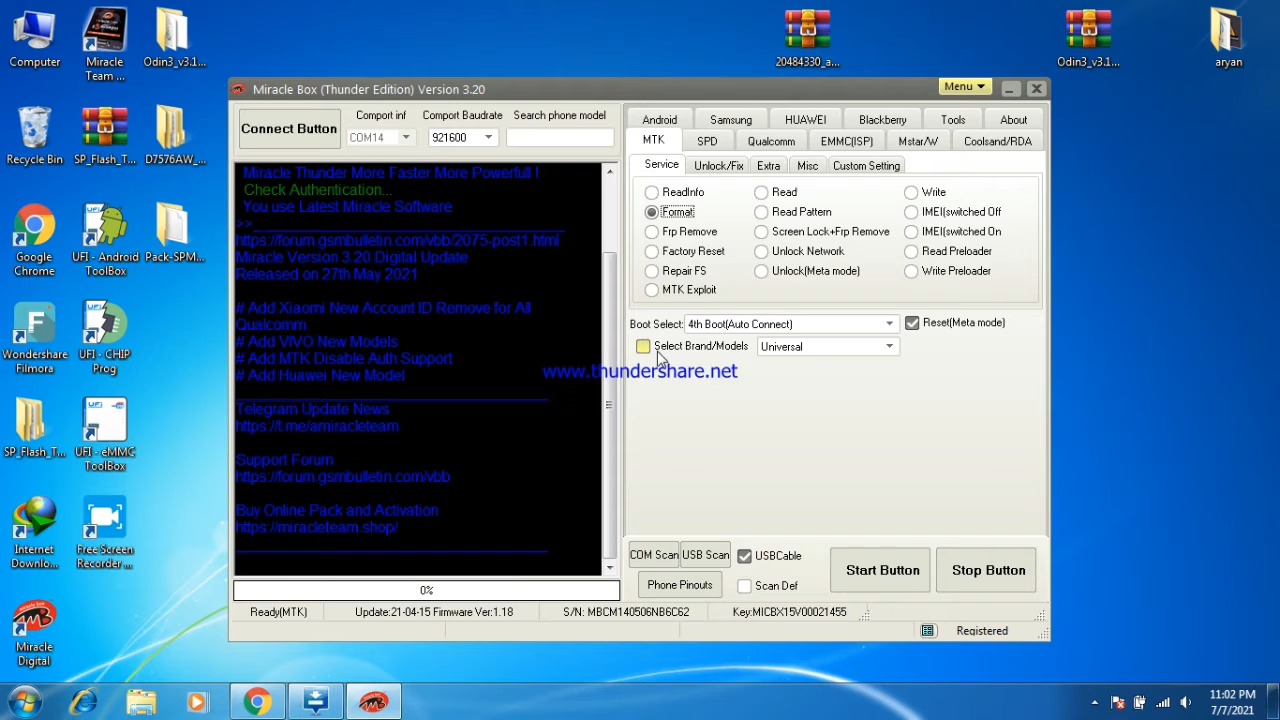 Computer
Miracle
Team ...
Odin3_v3.1...
20484330_a...
Odin3_v3.1...
aryan
Recycle Bin
SP_Flash_T...
D7576AW_...
Google
Chrome
UFI - Android
ToolBox
Pack-SPM...
Wondershare
Filmora
UFI - CHIP
Prog
SP_Flash_T...
UFI - eMMC
ToolBox
Internet
Downlo...
Free Screen
Recorder ...
Miracle
Digital
Miracle Box (Thunder Edition) Version 3.20
Menu
Connect Button
Comport inf
Comport Baudrate
Search phone model
COM14
921600
Miracle Thunder More Faster More Powerfull !
Check Authentication...
You use Latest Miracle Software
>>
https://forum.gsmbulletin.com/vbb/2075-post1.html
Miracle Version 3.20 Digital Update
Released on 27th May 2021
# Add Xiaomi New Account ID Remove for All
Qualcomm
# Add VIVO New Models
# Add MTK Disable Auth Support
# Add Huawei New Model
Telegram Update News
https://t.me/amiracleteam
Support Forum
https://forum.gsmbulletin.com/vbb
Buy Online Pack and Activation
https://miracleteam.shop/
0%
Android Samsung HUAWEI Blackberry Tools About
MTK SPD Qualcomm EMMC(ISP) Mstar/W Coolsand/RDA
Service Unlock/Fix Extra Misc Custom Setting
ReadInfo Read Write
Format Read Pattern IMEI(switched Off
Frp Remove Screen Lock+Frp Remove IMEI(switched On
Factory Reset Unlock Network Read Preloader
Repair FS Unlock(Meta mode) Write Preloader
MTK Exploit
Boot Select: 4th Boot(Auto Connect) Reset(Meta mode)
Select Brand/Models Universal
www.thundershare.net
COM Scan USB Scan USBCable
Phone Pinouts Scan Def
Start Button Stop Button
Ready(MTK) Update:21-04-15 Firmware Ver:1.18 S/N: MBCM140506NB6C62 Key:MICBX15V00021455
Registered
11:02 PM
7/7/2021